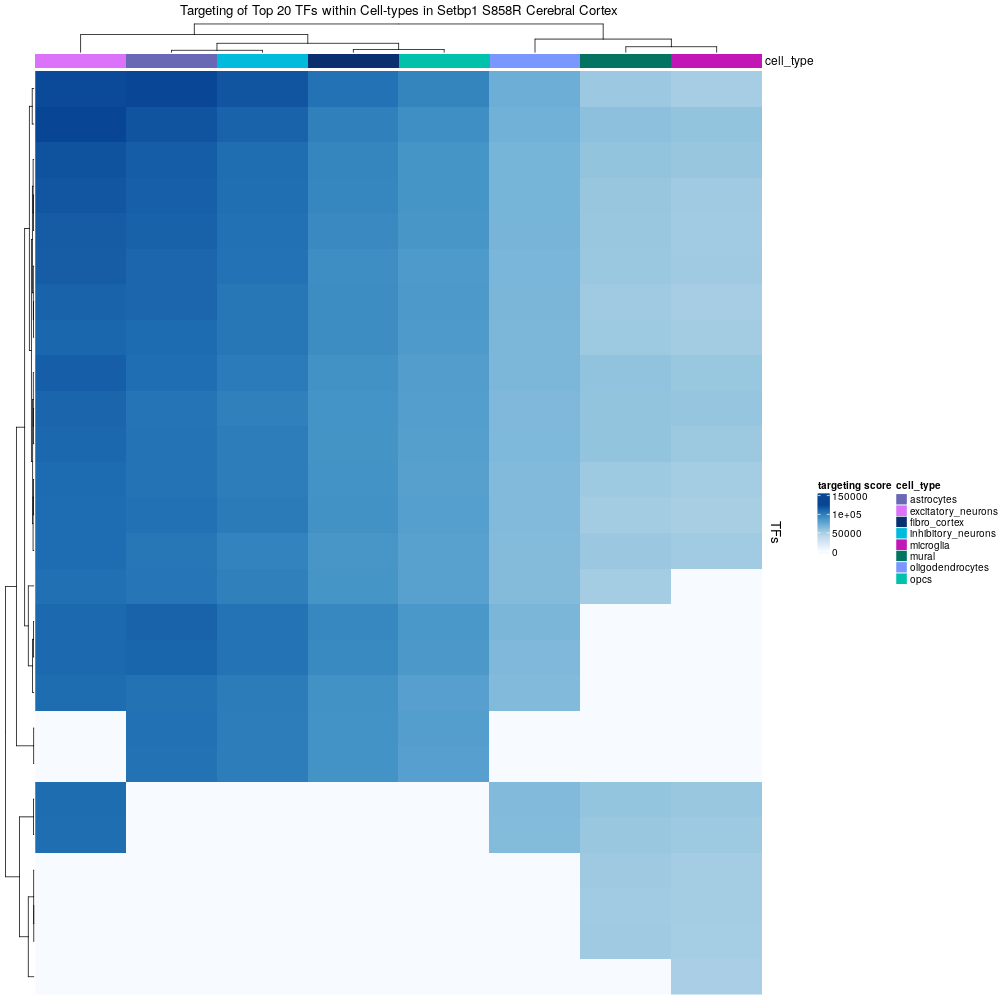 Targeting of Top 20 TFs within Cell-types in Setbp1 S858R Cerebral Cortex
cell_type
TFs
targeting score
150000
1e+05
50000
0
cell_type
astrocytes
excitatory_neurons
fibro_cortex
inhibitory_neurons
microglia
mural
oligodendrocytes
opcs